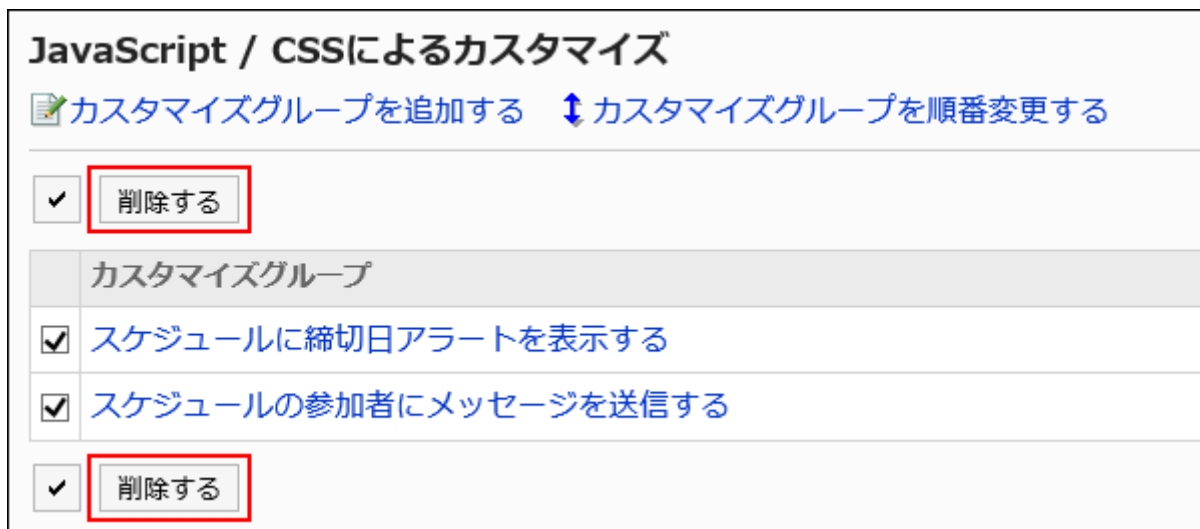 JavaScript / CSSによるカスタマイズ
カスタマイズグループを追加する カスタマイズグループを順番変更する
削除する
カスタマイズグループ
スケジュールに締切日アラートを表示する
スケジュールの参加者にメッセージを送信する
削除する